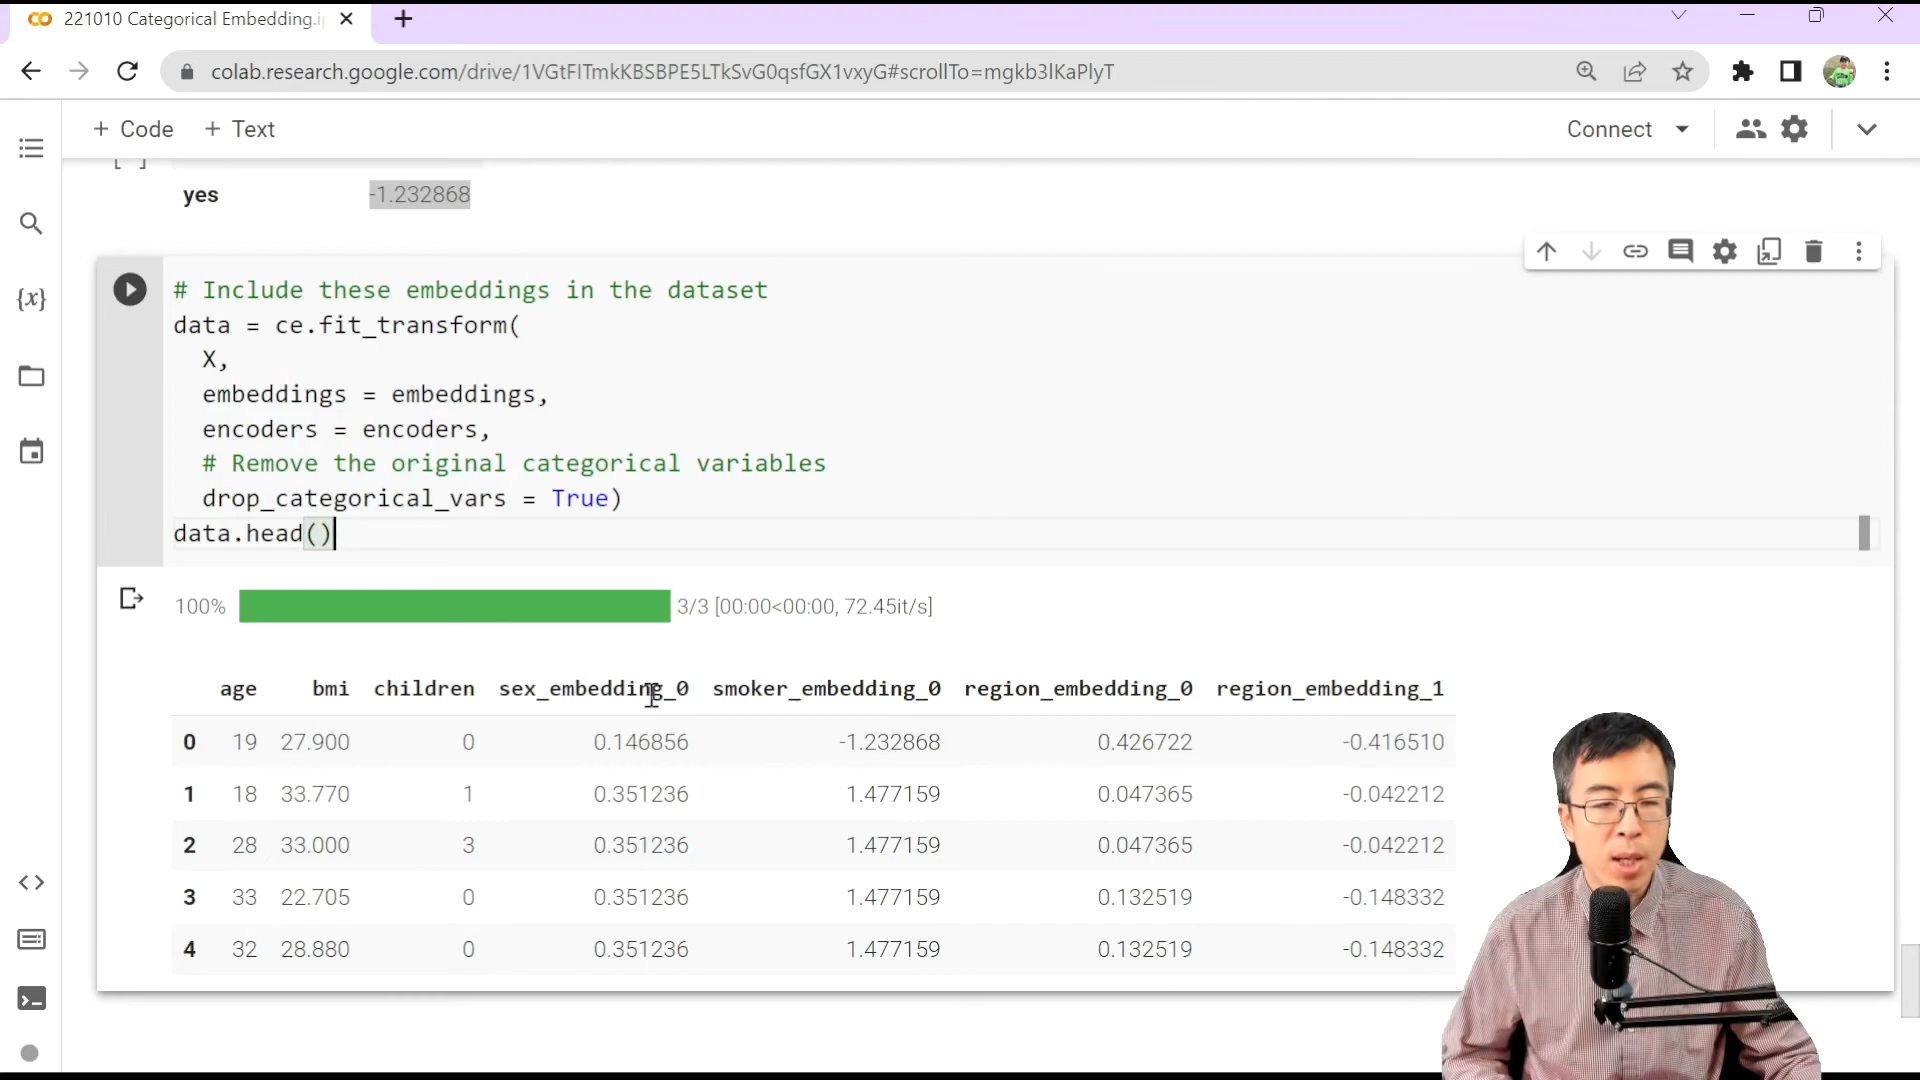 221010 Categorical Embedding.i
colab.research.google.com/drive/1VGtFITmkKBSBPE5LTkSvG0qsfGX1vxyG#scrollTo=mgkb3lKaPlyT
+ Code + Text Connect
[ ]
yes -1.232868
# Include these embeddings in the dataset
data = ce.fit_transform(
X,
embeddings = embeddings,
encoders = encoders,
# Remove the original categorical variables
drop_categorical_vars = True)
data.head()
100% 3/3 [00:00<00:00, 72.45it/s]
age bmi children sex_embedding_0 smoker_embedding_0 region_embedding_0 region_embedding_1
0 19 27.900 0 0.146856 -1.232868 0.426722 -0.416510
1 18 33.770 1 0.351236 1.477159 0.047365 -0.042212
2 28 33.000 3 0.351236 1.477159 0.047365 -0.042212
3 33 22.705 0 0.351236 1.477159 0.132519 -0.148332
4 32 28.880 0 0.351236 1.477159 0.132519 -0.148332